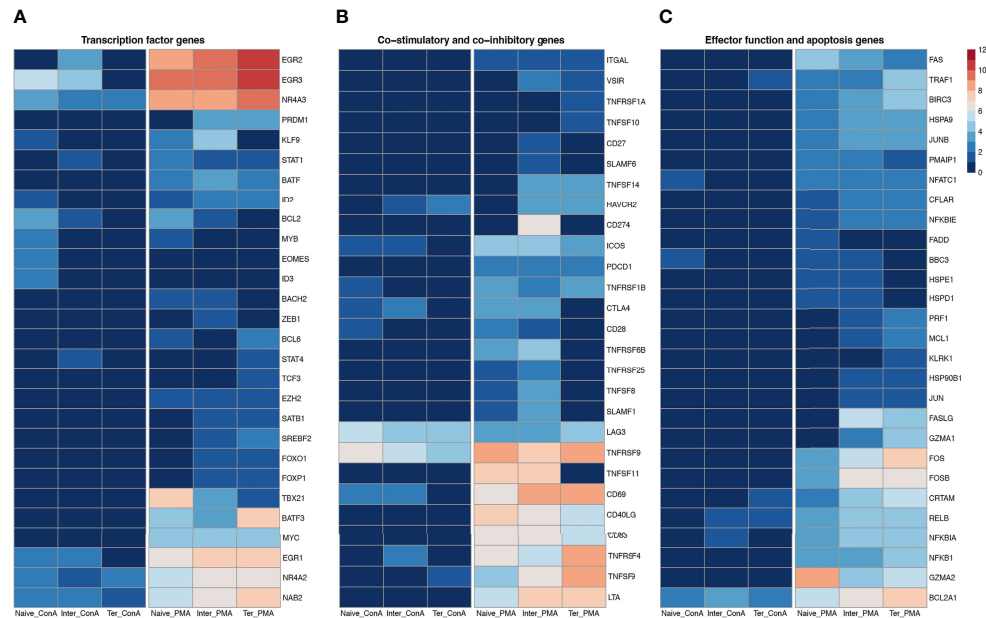 A
B
C
Transcription factor genes
Co-stimulatory and co-inhibitory genes
Effector function and apoptosis genes
EGR2
EGR3
NR4A3
PRDM1
KLF9
STAT1
BATF
ID2
BCL2
MYB
EOMES
ID3
BACH2
ZEB1
BCL6
STAT4
TCF3
EZH2
SATB1
SREBF2
FOXO1
FOXP1
TBX21
BATF3
MYC
EGR1
NR4A2
NAB2
Naive_ConA Inter_ConA Ter_ConA Naive_PMA Inter_PMA Ter_PMA
ITGAL
VSIR
TNFRSF1A
TNFSF10
CD27
SLAMF6
TNFSF14
HAVCR2
CD274
ICOS
PDCD1
TNFRSF1B
CTLA4
CD28
TNFRSF6B
TNFRSF25
TNFSF8
SLAMF1
LAG3
TNFRSF9
TNFSF11
CD69
CD40LG
CD83
TNFRSF4
TNFSF9
LTA
Naive_ConA Inter_ConA Ter_ConA Naive_PMA Inter_PMA Ter_PMA
FAS
TRAF1
BIRC3
HSPA9
JUNB
PMAIP1
NFATC1
CFLAR
NFKBIE
FADD
BBC3
HSPE1
HSPD1
PRF1
MCL1
KLRK1
HSP90B1
JUN
FASLG
GZMA1
FOS
FOSB
CRTAM
RELB
NFKBIA
NFKB1
GZMA2
BCL2A1
Naive_ConA Inter_ConA Ter_ConA Naive_PMA Inter_PMA Ter_PMA
12
10
8
6
4
2
0